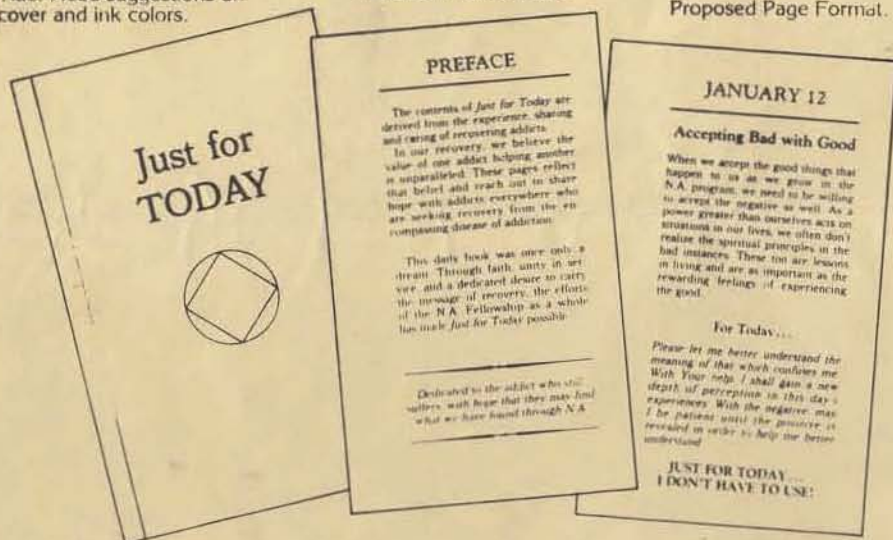 suggestions on
cover and ink colors.
Proposed Page Format.
Just for
TODAY
PREFACE
The contents of Just for Today are
derived from the experience, sharing
and caring of recovering addicts.
In our recovery, we believe the
value of one addict helping another
is unparalleled. These pages reflect
that belief and reach out to share
hope with addicts everywhere who
are seeking recovery from the en
compassing disease of addiction.
This daily book was once only a
dream. Through faith, unity in ser
vice, and a dedicated desire to carry
the message of recovery, the efforts
of the N.A. Fellowship as a whole
has made Just for Today possible.
Dedicated to the addict who still
suffers, with hope that they may find
what we have found through N.A.
JANUARY 12
Accepting Bad with Good
When we accept the good things that
happen to us as we grow in the
N.A. program, we need to be willing
to accept the negative as well. As a
power greater than ourselves acts on
situations in our lives, we often don't
realize the spiritual principles in the
bad instances. These too are lessons
in living and are as important as the
rewarding feelings of experiencing
the good.
For Today...
Please let me better understand the
meaning of that which confuses me
With Your help, I shall gain a new
depth of perception in this day's
experiences. With the negative, may
I be patient until the positive is
revealed in order to help me better
understand
JUST FOR TODAY...
I DON'T HAVE TO USE!